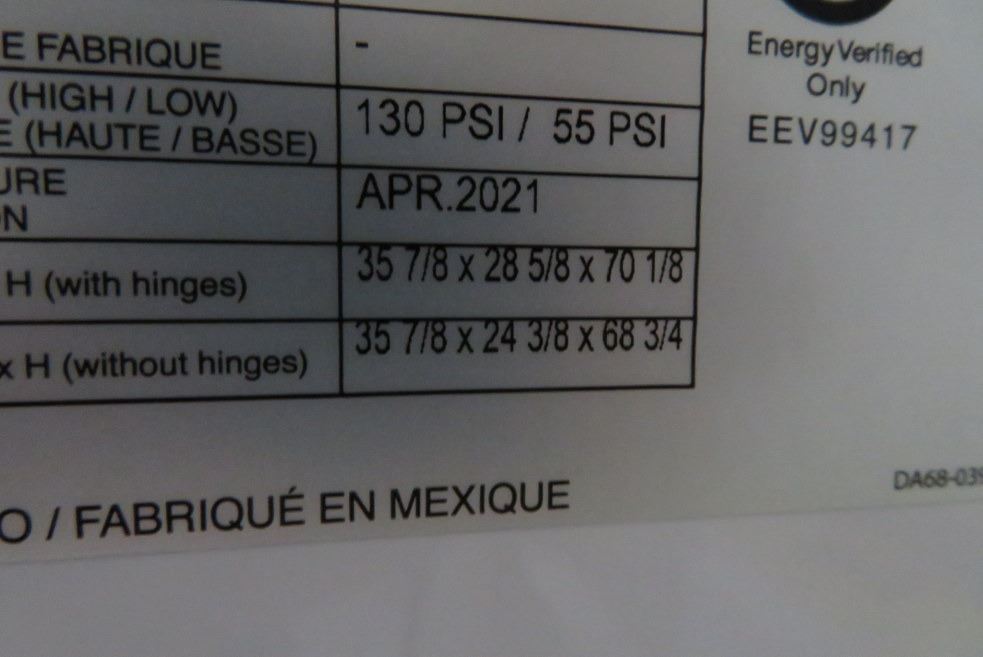 E FABRIQUE
-
(HIGH / LOW)
E (HAUTE / BASSE)
130 PSI / 55 PSI
URE
N
APR.2021
H (with hinges)
35 7/8 x 28 5/8 x 70 1/8
x H (without hinges)
35 7/8 x 24 3/8 x 68 3/4
O / FABRIQUÉ EN MEXIQUE
Energy Verified
Only
EEV99417
DA68-039